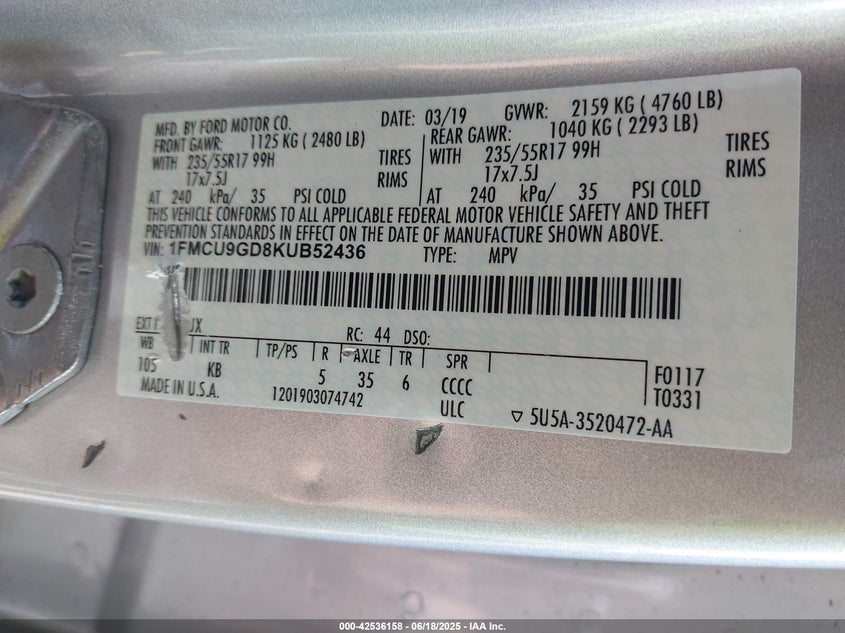 MFD. BY FORD MOTOR CO. DATE: 03/19 GVWR: 2159 KG ( 4760 LB)
FRONT GAWR: 1125 KG ( 2480 LB) REAR GAWR: 1040 KG ( 2293 LB)
WITH 235/55R17 99H TIRES WITH 235/55R17 99H TIRES
17x7.5J RIMS 17x7.5J RIMS
AT 240 kPa/ 35 PSI COLD AT 240 kPa/ 35 PSI COLD
THIS VEHICLE CONFORMS TO ALL APPLICABLE FEDERAL MOTOR VEHICLE SAFETY AND THEFT
PREVENTION STANDARDS IN EFFECT ON THE DATE OF MANUFACTURE SHOWN ABOVE.
VIN: 1FMCU9GD8KUB52436 TYPE: MPV
EXT UX RC: 44 DSO:
WB INT TR TP/PS R AXLE TR SPR
105 KB 5 35 6 CCCC F0117
MADE IN U.S.A. 1201903074742 ULC T0331
5U5A-3520472-AA
000-42536158 - 06/18/2025 - IAA Inc.